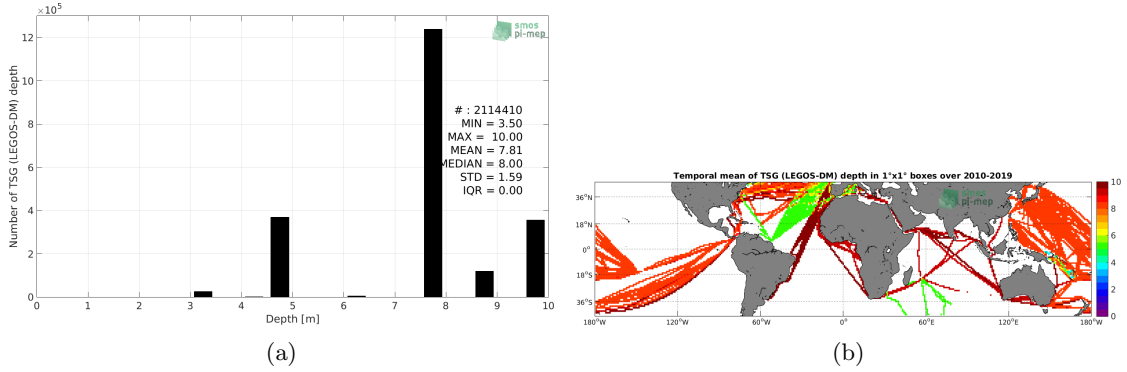 ×10⁵
12
10
8
6
4
2
0
Number of TSG (LEGOS-DM) depth
0 1 2 3 4 5 6 7 8 9 10
Depth [m]
smos
pi-mep
# : 2114410
MIN = 3.50
MAX = 10.00
MEAN = 7.81
MEDIAN = 8.00
STD = 1.59
IQR = 0.00
(a)
Temporal mean of TSG (LEGOS-DM) depth in 1°x1° boxes over 2010-2019
smos
pi-mep
36°N
18°N
0°
18°S
36°S
180°W 120°W 60°W 0° 60°E 120°E 180°E
10
8
6
4
2
0
(b)